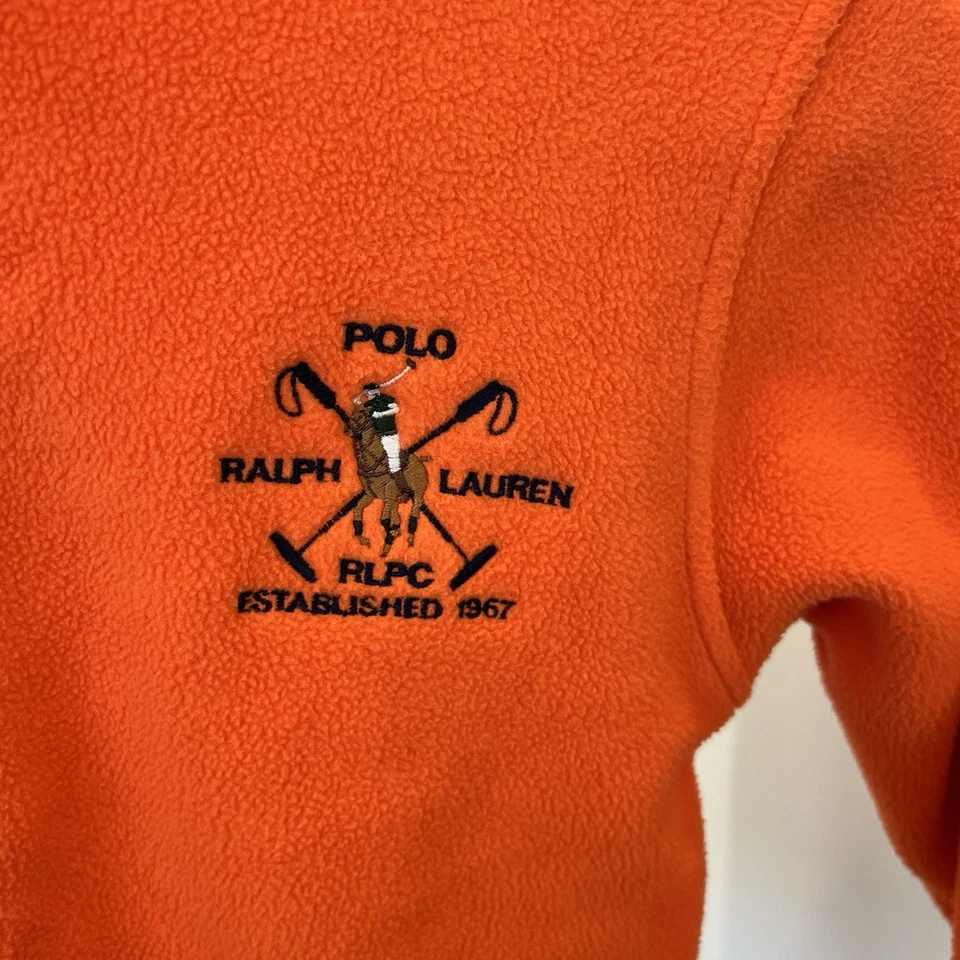 POLO
RALPH LAUREN
RLPC
ESTABLISHED 1967